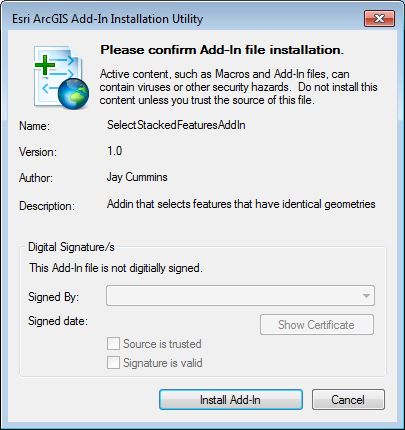 Esri ArcGIS Add-In Installation Utility
Please confirm Add-In file installation.
Active content, such as Macros and Add-In files, can
contain viruses or other security hazards. Do not install this
content unless you trust the source of this file.
Name: SelectStackedFeaturesAddIn
Version: 1.0
Author: Jay Cummins
Description: Addin that selects features that have identical geometries
Digital Signature/s
This Add-In file is not digitially signed.
Signed By:
Signed date: Show Certificate
Source is trusted
Signature is valid
Install Add-In Cancel